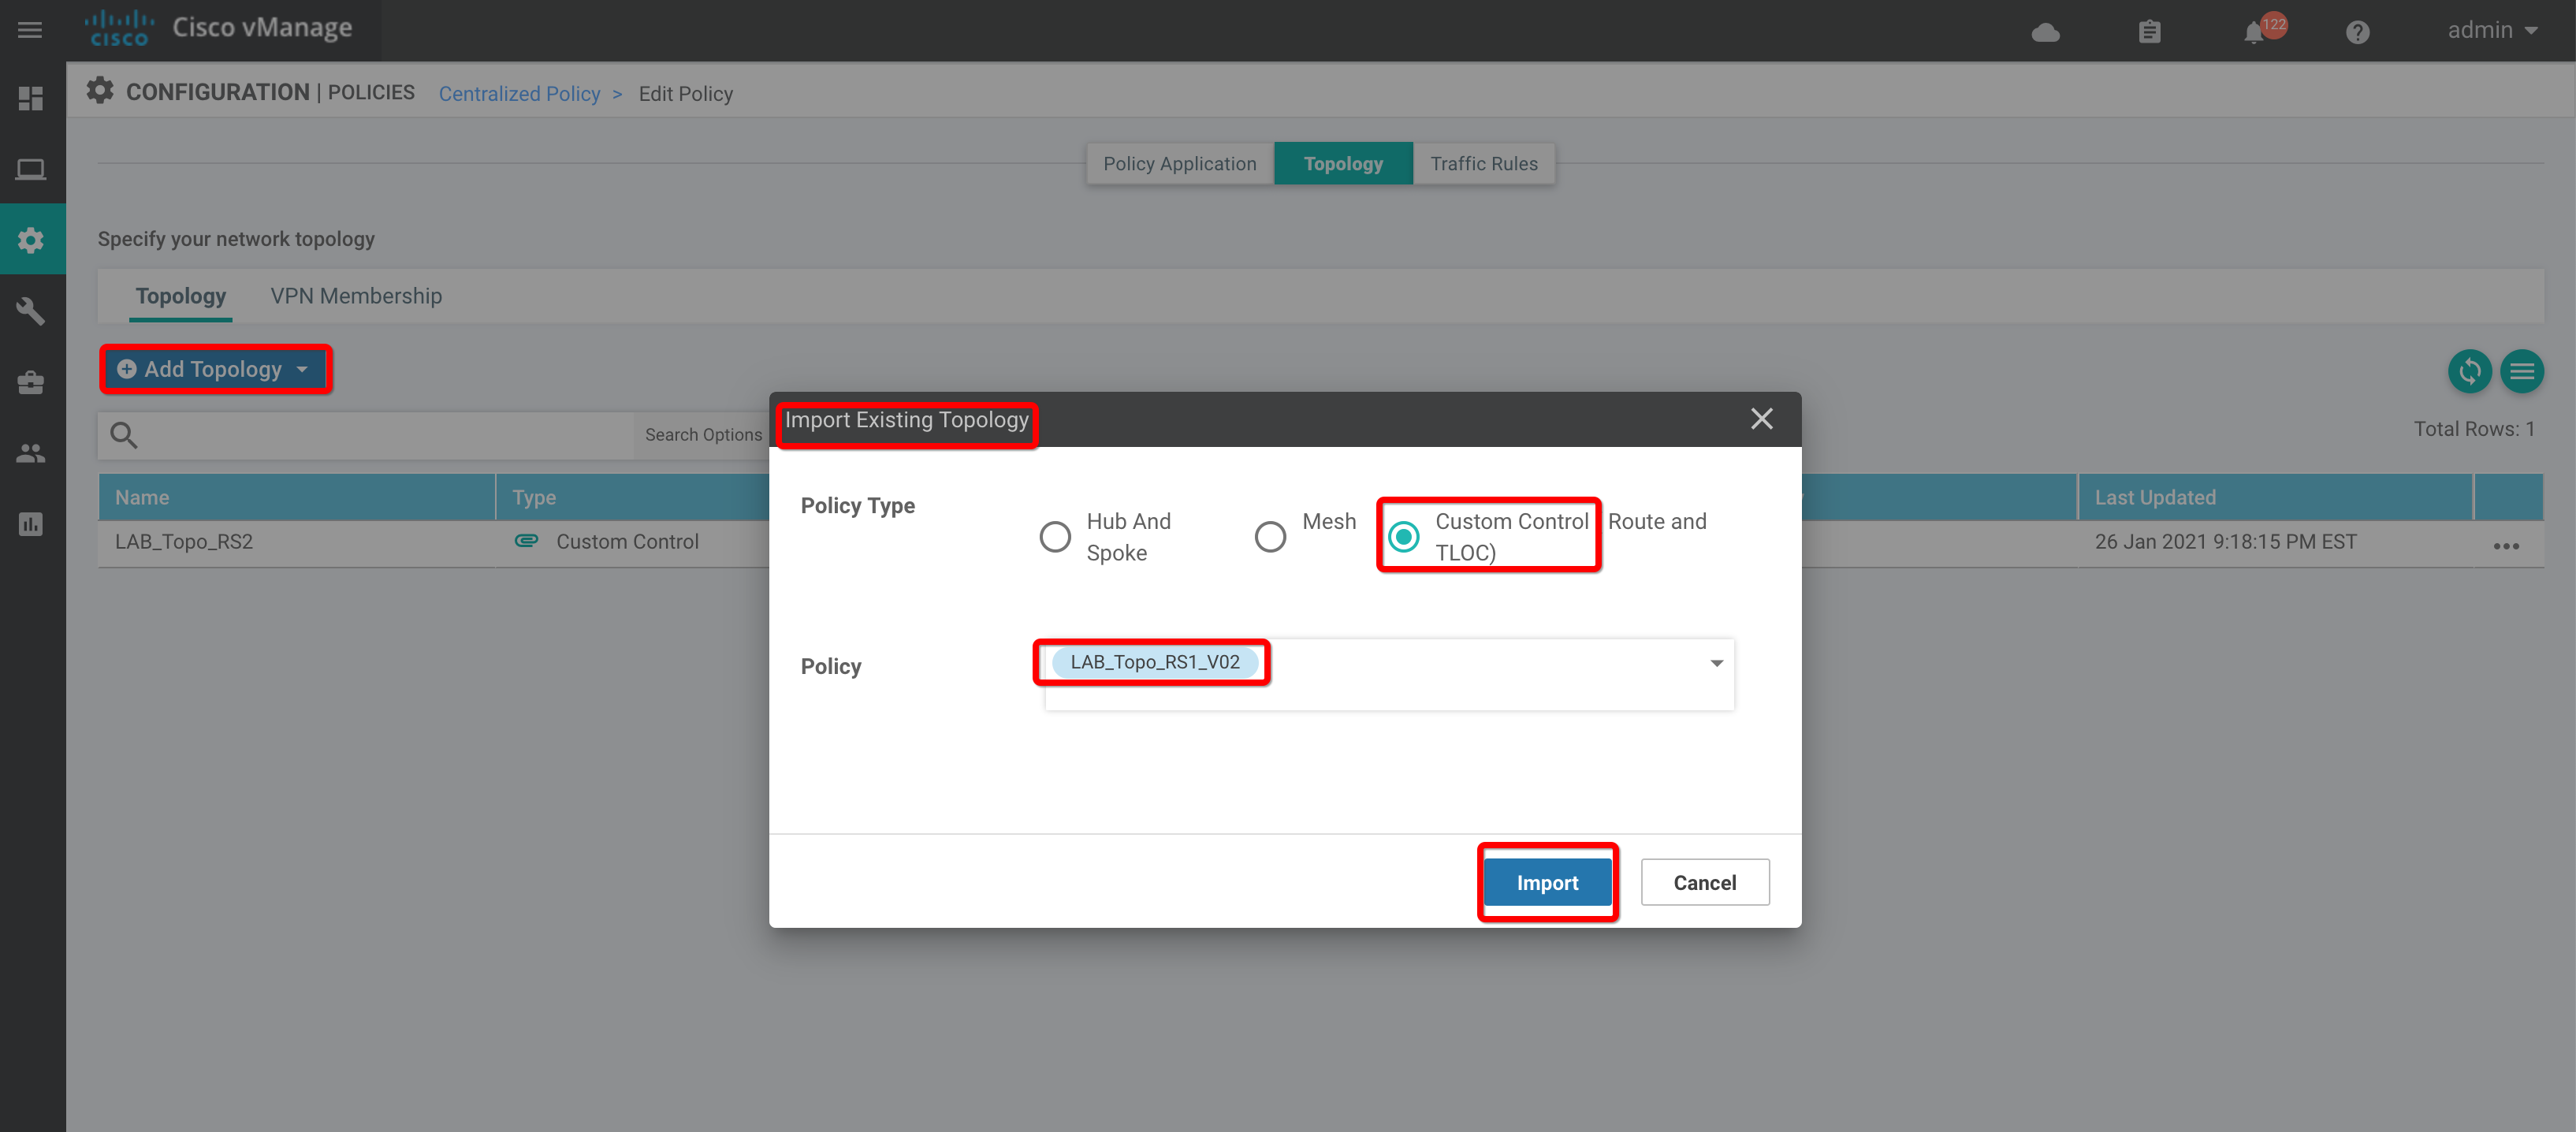 CISCO
Cisco vManage
122
admin
CONFIGURATION | POLICIES
Centralized Policy > Edit Policy
Policy Application
Topology
Traffic Rules
Specify your network topology
Topology
VPN Membership
Add Topology
Search Options
Total Rows: 1
Import Existing Topology
Name
Type
Last Updated
LAB_Topo_RS2
Custom Control
26 Jan 2021 9:18:15 PM EST
Policy Type
Hub And
Spoke
Mesh
Custom Control Route and
TLOC)
Policy
LAB_Topo_RS1_V02
Import
Cancel